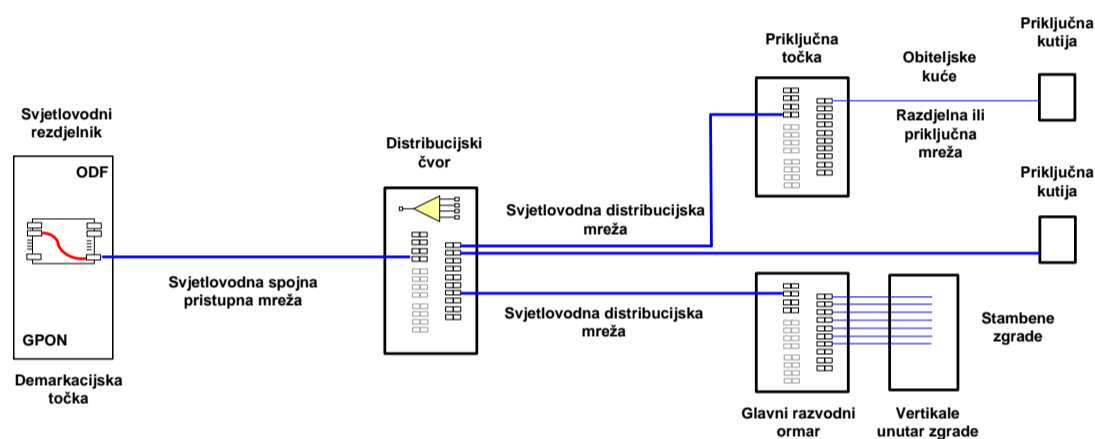 Svjetlovodni
rezdjelnik
ODF
GPON
Demarkacijska
točka
Svjetlovodna spojna
pristupna mreža
Distribucijski
čvor
Svjetlovodna distribucijska
mreža
Svjetlovodna distribucijska
mreža
Priključna
točka
Obiteljske
kuće
Razdjelna ili
priključna
mreža
Priključna
kutija
Priključna
kutija
Stambene
zgrade
Glavni razvodni
ormar
Vertikale
unutar zgrade